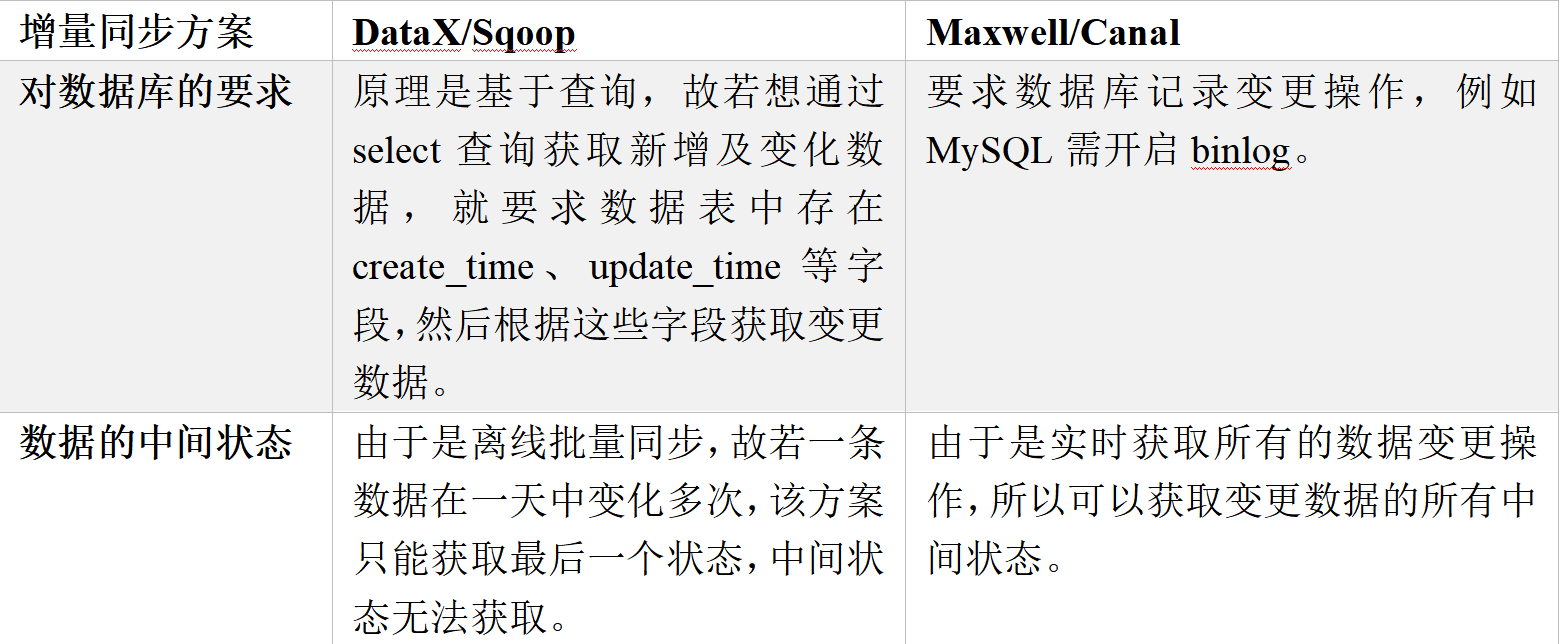 增量同步方案
DataX/Sqoop
Maxwell/Canal
对数据库的要求
原理是基于查询，故若想通过
select 查询获取新增及变化数
据，就要求数据表中存在
create_time、update_time 等字
段，然后根据这些字段获取变更
数据。
要求数据库记录变更操作，例如
MySQL 需开启 binlog。
数据的中间状态
由于是离线批量同步，故若一条
数据在一天中变化多次，该方案
只能获取最后一个状态，中间状
态无法获取。
由于是实时获取所有的数据变更操
作，所以可以获取变更数据的所有中
间状态。